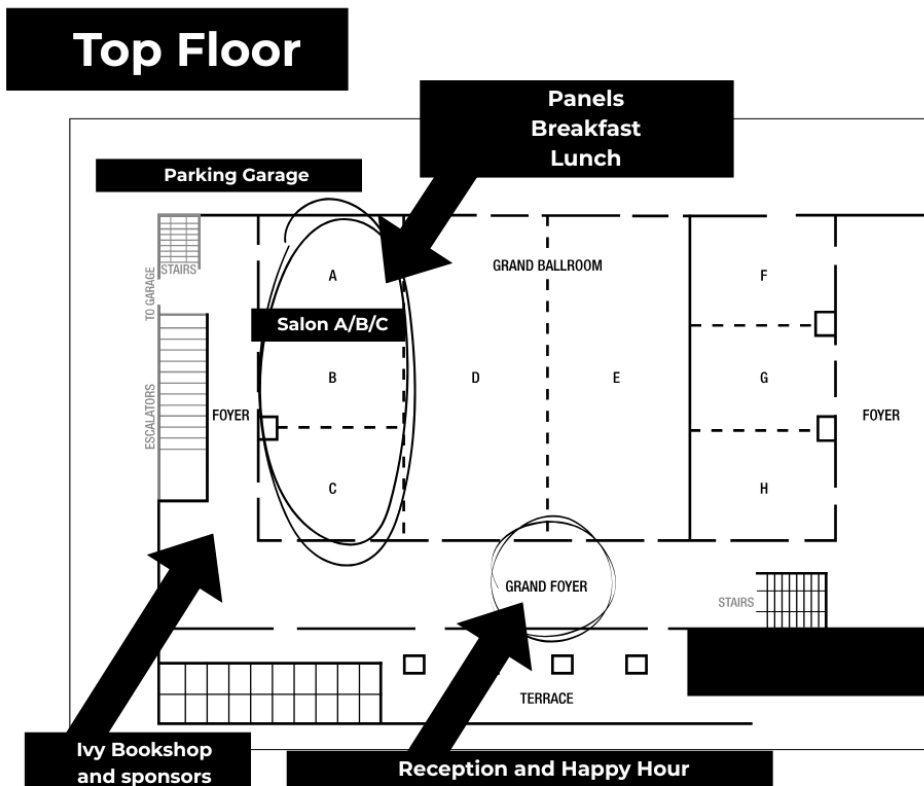 Top Floor
Panels
Breakfast
Lunch
Parking Garage
STAIRS
TO GARAGE
A
GRAND BALLROOM
F
Salon A/B/C
B
D
E
G
ESCALATORS
FOYER
FOYER
C
H
GRAND FOYER
STAIRS
TERRACE
Ivy Bookshop
and sponsors
Reception and Happy Hour